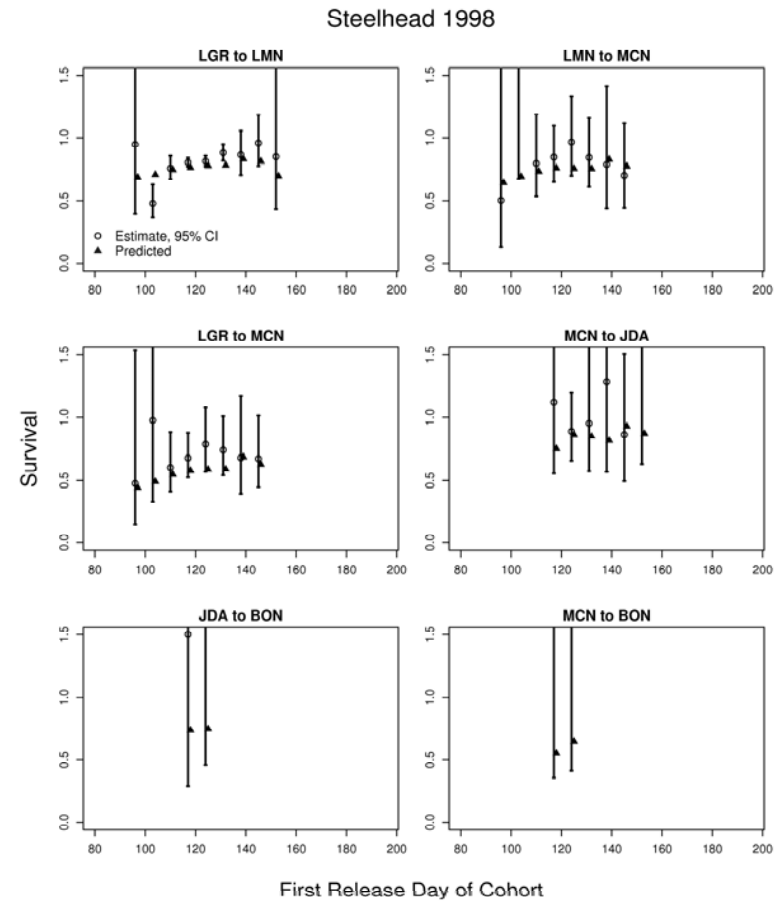 Steelhead 1998
LGR to LMN
1.5
1.0
0.5
0.0
Estimate, 95% CI
Predicted
80 100 120 140 160 180 200
LMN to MCN
1.5
1.0
0.5
0.0
80 100 120 140 160 180 200
LGR to MCN
1.5
1.0
0.5
0.0
80 100 120 140 160 180 200
MCN to JDA
1.5
1.0
0.5
0.0
80 100 120 140 160 180 200
Survival
JDA to BON
1.5
1.0
0.5
0.0
80 100 120 140 160 180 200
MCN to BON
1.5
1.0
0.5
0.0
80 100 120 140 160 180 200
First Release Day of Cohort